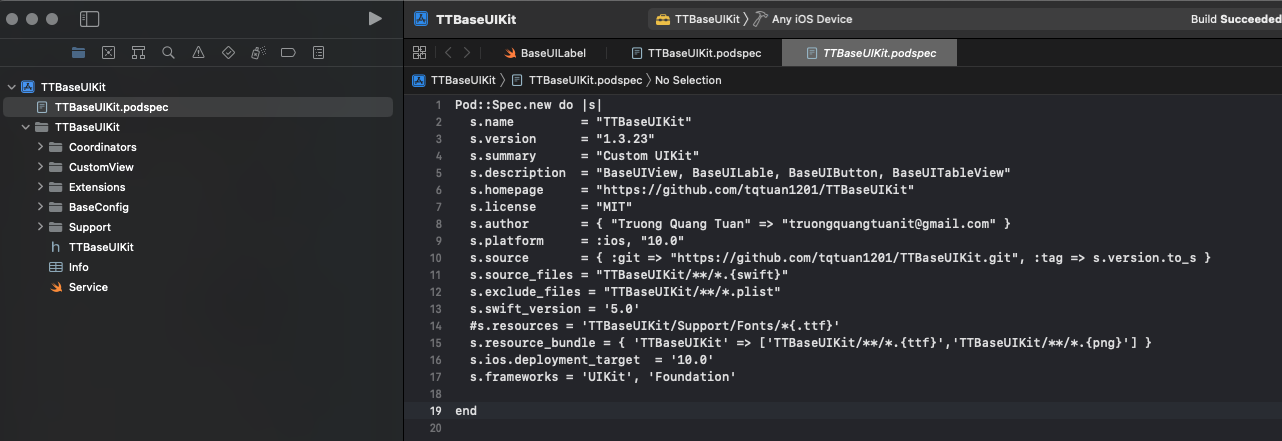 TTBaseUIKit
TTBaseUIKit
Any iOS Device
Build Succeeded
BaseUILabel
TTBaseUIKit.podspec
TTBaseUIKit.podspec
TTBaseUIKit
TTBaseUIKit.podspec
No Selection
TTBaseUIKit
TTBaseUIKit.podspec
TTBaseUIKit
Coordinators
CustomView
Extensions
BaseConfig
Support
h TTBaseUIKit
Info
Service
1 Pod::Spec.new do |s|
2 s.name = "TTBaseUIKit"
3 s.version = "1.3.23"
4 s.summary = "Custom UIKit"
5 s.description = "BaseUIView, BaseUILable, BaseUIButton, BaseUITableView"
6 s.homepage = "https://github.com/tqtuan1201/TTBaseUIKit"
7 s.license = "MIT"
8 s.author = { "Truong Quang Tuan" => "truongquangtuanit@gmail.com" }
9 s.platform = :ios, "10.0"
10 s.source = { :git => "https://github.com/tqtuan1201/TTBaseUIKit.git", :tag => s.version.to_s }
11 s.source_files = "TTBaseUIKit/**/*.{swift}"
12 s.exclude_files = "TTBaseUIKit/**/*.plist"
13 s.swift_version = '5.0'
14 #s.resources = 'TTBaseUIKit/Support/Fonts/*{.ttf}'
15 s.resource_bundle = { 'TTBaseUIKit' => ['TTBaseUIKit/**/*.{ttf}','TTBaseUIKit/**/*.{png}'] }
16 s.ios.deployment_target = '10.0'
17 s.frameworks = 'UIKit', 'Foundation'
18
19 end
20